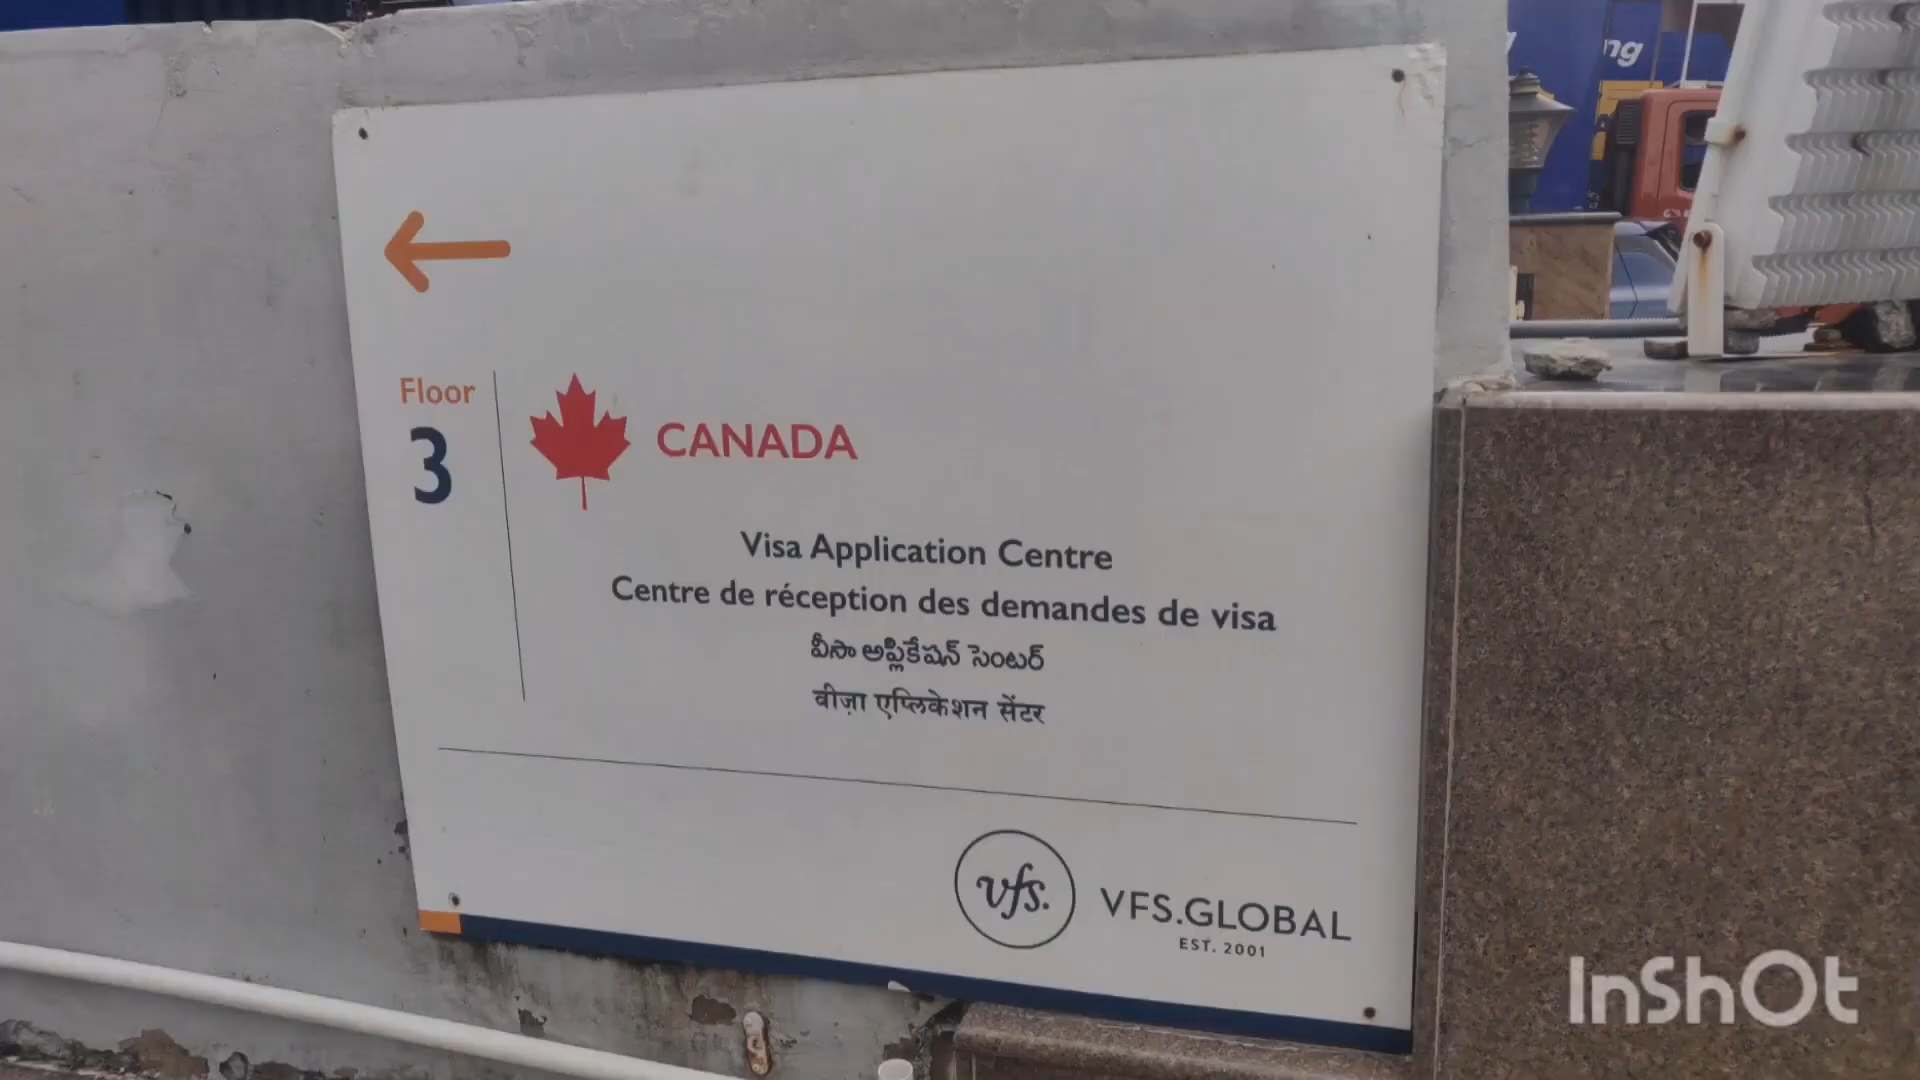 ng
Floor
3
CANADA
Visa Application Centre
Centre de réception des demandes de visa
వీసా అప్లికేషన్ సెంటర్
वीज़ा एप्लिकेशन सेंटर
vfs.
VFS.GLOBAL
EST. 2001
InShOt